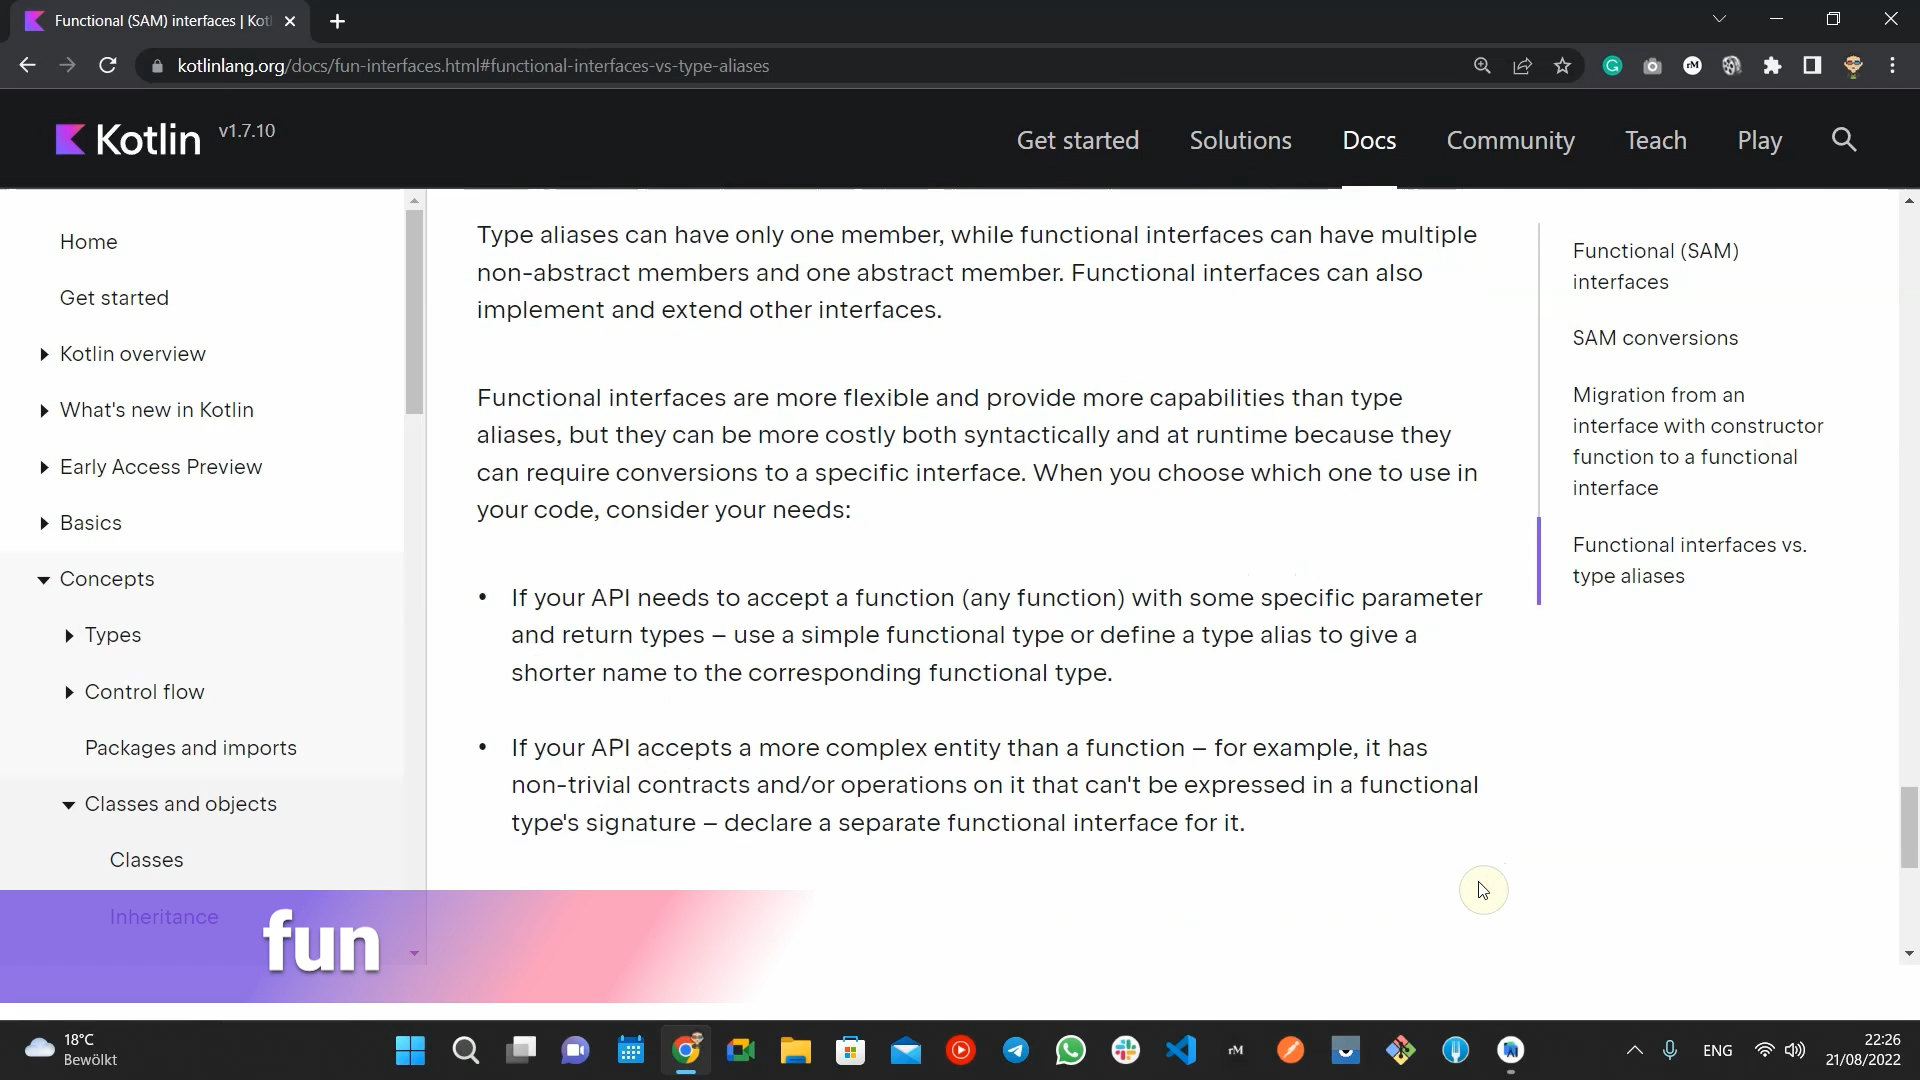 Functional (SAM) interfaces | Kotl
kotlinlang.org/docs/fun-interfaces.html#functional-interfaces-vs-type-aliases
Kotlin v1.7.10
Get started
Solutions
Docs
Community
Teach
Play
Home
Get started
Kotlin overview
What's new in Kotlin
Early Access Preview
Basics
Concepts
Types
Control flow
Packages and imports
Classes and objects
Classes
Inheritance
Type aliases can have only one member, while functional interfaces can have multiple
non-abstract members and one abstract member. Functional interfaces can also
implement and extend other interfaces.
Functional interfaces are more flexible and provide more capabilities than type
aliases, but they can be more costly both syntactically and at runtime because they
can require conversions to a specific interface. When you choose which one to use in
your code, consider your needs:
• If your API needs to accept a function (any function) with some specific parameter
and return types – use a simple functional type or define a type alias to give a
shorter name to the corresponding functional type.
• If your API accepts a more complex entity than a function – for example, it has
non-trivial contracts and/or operations on it that can't be expressed in a functional
type's signature – declare a separate functional interface for it.
Functional (SAM)
interfaces
SAM conversions
Migration from an
interface with constructor
function to a functional
interface
Functional interfaces vs.
type aliases
fun
18°C
Bewölkt
rM
ENG
22:26
21/08/2022